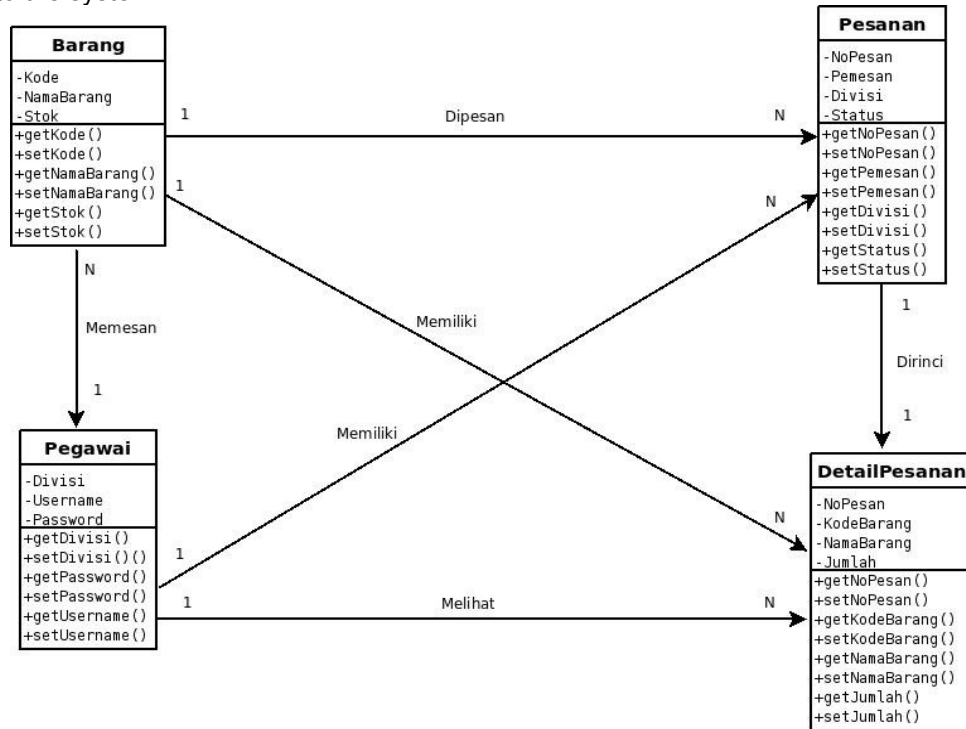 Barang
-Kode
-NamaBarang
-Stok
+getKode()
+setKode()
+getNamaBarang()
+setNamaBarang()
+getStok()
+setStok()
1
Dipesan
N
Pesanan
-NoPesan
-Pemesan
-Divisi
-Status
+getNoPesan()
+setNoPesan()
+getPemesan()
+setPemesan()
+getDivisi()
+setDivisi()
+getStatus()
+setStatus()
1
Memiliki
N
N
Memesan
1
1
Memiliki
N
1
Dirinci
1
Pegawai
-Divisi
-Username
-Password
+getDivisi()
+setDivisi()()
+getPassword()
+setPassword()
+getUsername()
+setUsername()
1
Melihat
N
DetailPesanan
-NoPesan
-KodeBarang
-NamaBarang
-Jumlah
+getNoPesan()
+setNoPesan()
+getKodeBarang()
+setKodeBarang()
+getNamaBarang()
+setNamaBarang()
+getJumlah()
+setJumlah()